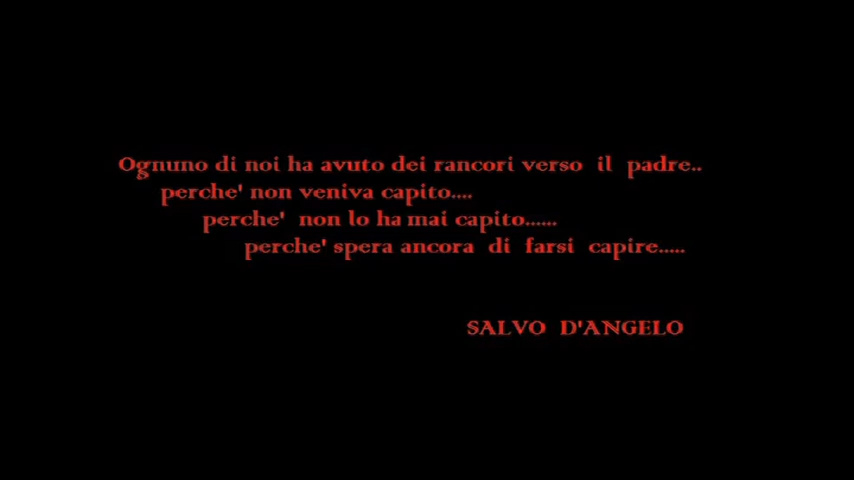 Ognuno di noi ha avuto dei rancori verso il padre..
perche' non veniva capito....
perche' non lo ha mai capito......
perche' spera ancora di farsi capire.....
SALVO D'ANGELO